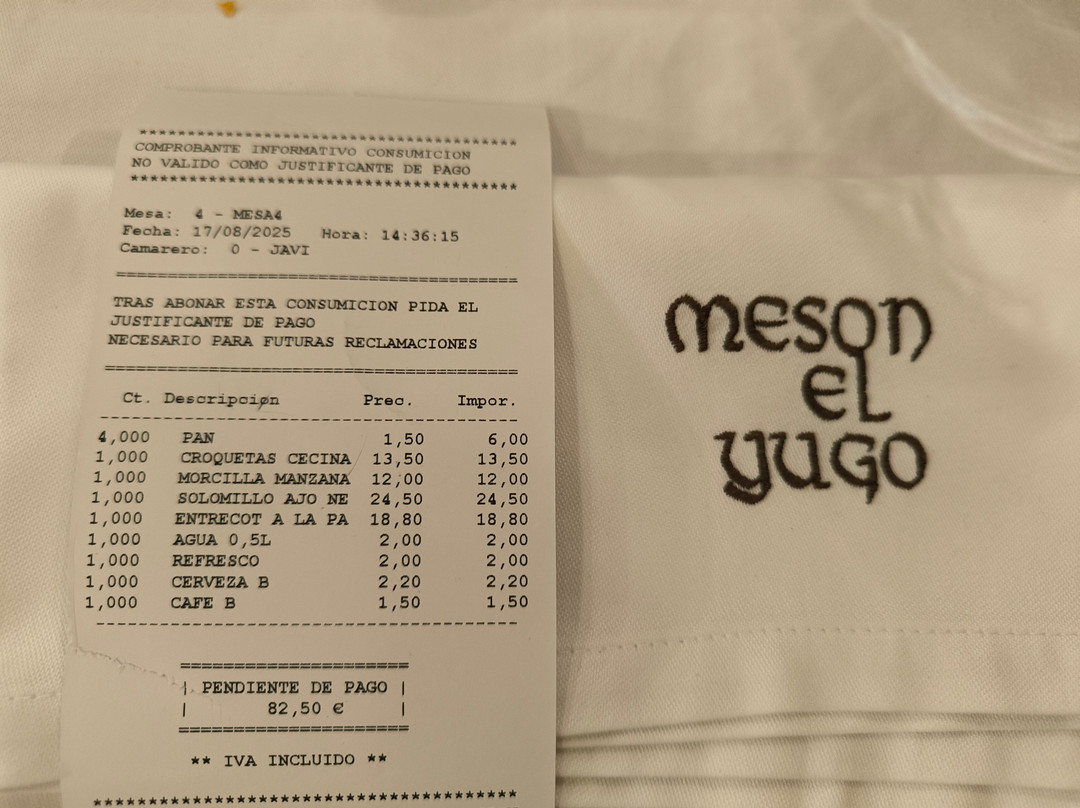 ****************************************
COMPROBANTE INFORMATIVO CONSUMICION
NO VALIDO COMO JUSTIFICANTE DE PAGO
****************************************
Mesa: 4 - MESA4
Fecha: 17/08/2025 Hora: 14:36:15
Camarero: 0 - JAVI
========================================
TRAS ABONAR ESTA CONSUMICION PIDA EL
JUSTIFICANTE DE PAGO
NECESARIO PARA FUTURAS RECLAMACIONES
========================================
Ct. Descripcion Prec. Impor.
----------------------------------------
4,000 PAN 1,50 6,00
1,000 CROQUETAS CECINA 13,50 13,50
1,000 MORCILLA MANZANA 12,00 12,00
1,000 SOLOMILLO AJO NE 24,50 24,50
1,000 ENTRECOT A LA PA 18,80 18,80
1,000 AGUA 0,5L 2,00 2,00
1,000 REFRESCO 2,00 2,00
1,000 CERVEZA B 2,20 2,20
1,000 CAFE B 1,50 1,50
----------------------------------------
======================
| PENDIENTE DE PAGO |
| 82,50 € |
======================
** IVA INCLUIDO **
****************************************
MESON
EL
YUGO